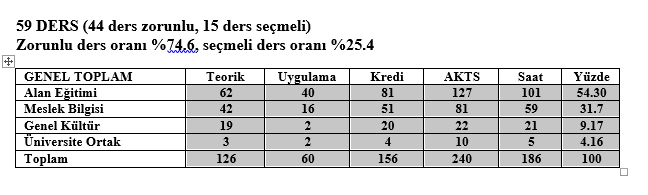 59 DERS (44 ders zorunlu, 15 ders seçmeli)
Zorunlu ders oranı %74.6, seçmeli ders oranı %25.4
GENEL TOPLAM Teorik Uygulama Kredi AKTS Saat Yüzde
Alan Eğitimi 62 40 81 127 101 54.30
Meslek Bilgisi 42 16 51 81 59 31.7
Genel Kültür 19 2 20 22 21 9.17
Üniversite Ortak 3 2 4 10 5 4.16
Toplam 126 60 156 240 186 100